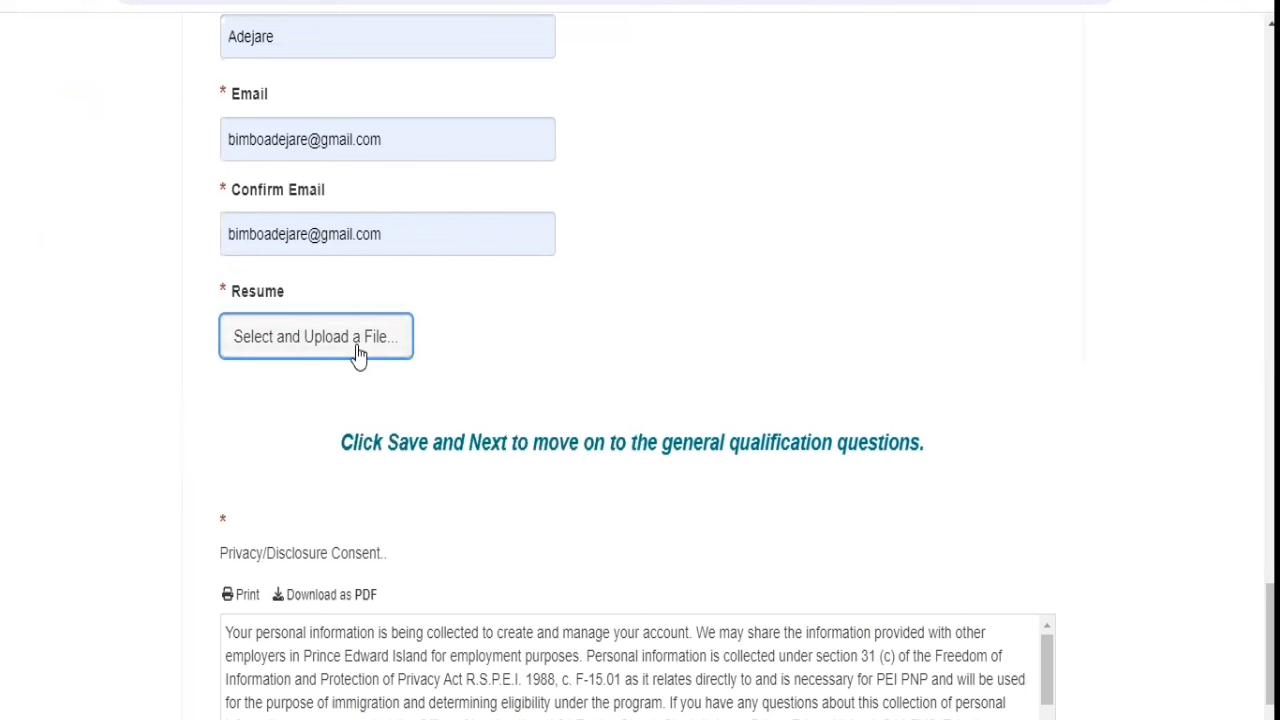 Adejare
* Email
bimboadejare@gmail.com
* Confirm Email
bimboadejare@gmail.com
* Resume
Select and Upload a File...
Click Save and Next to move on to the general qualification questions.
*
Privacy/Disclosure Consent..
Print Download as PDF
Your personal information is being collected to create and manage your account. We may share the information provided with other
employers in Prince Edward Island for employment purposes. Personal information is collected under section 31 (c) of the Freedom of
Information and Protection of Privacy Act R.S.P.E.I. 1988, c. F-15.01 as it relates directly to and is necessary for PEI PNP and will be used
for the purpose of immigration and determining eligibility under the program. If you have any questions about this collection of personal